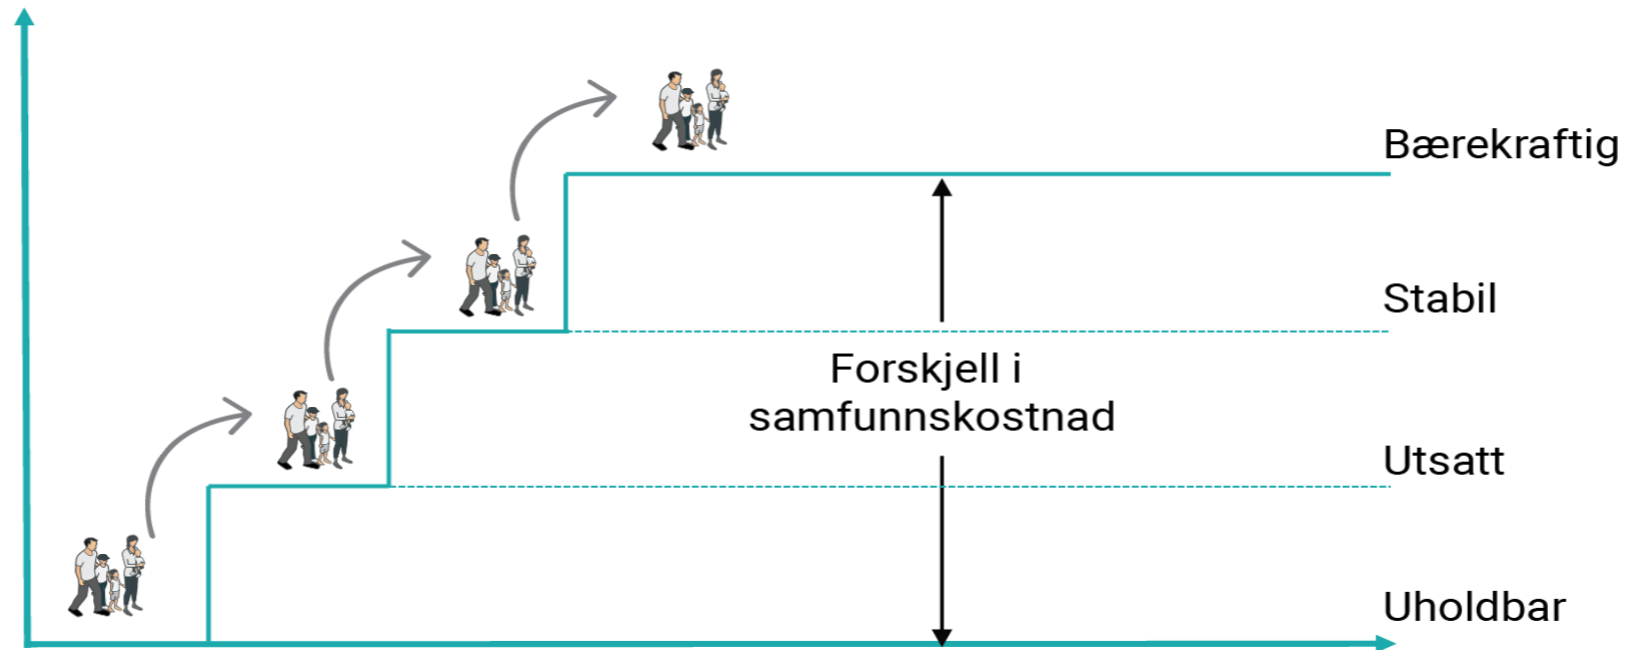 Bærekraftig
Stabil
Forskjell i
samfunnskostnad
Utsatt
Uholdbar